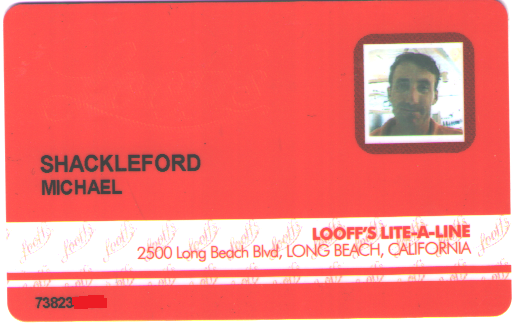 SHACKLEFORD
MICHAEL
LOOFF'S LITE-A-LINE
2500 Long Beach Blvd, LONG BEACH, CALIFORNIA
73823